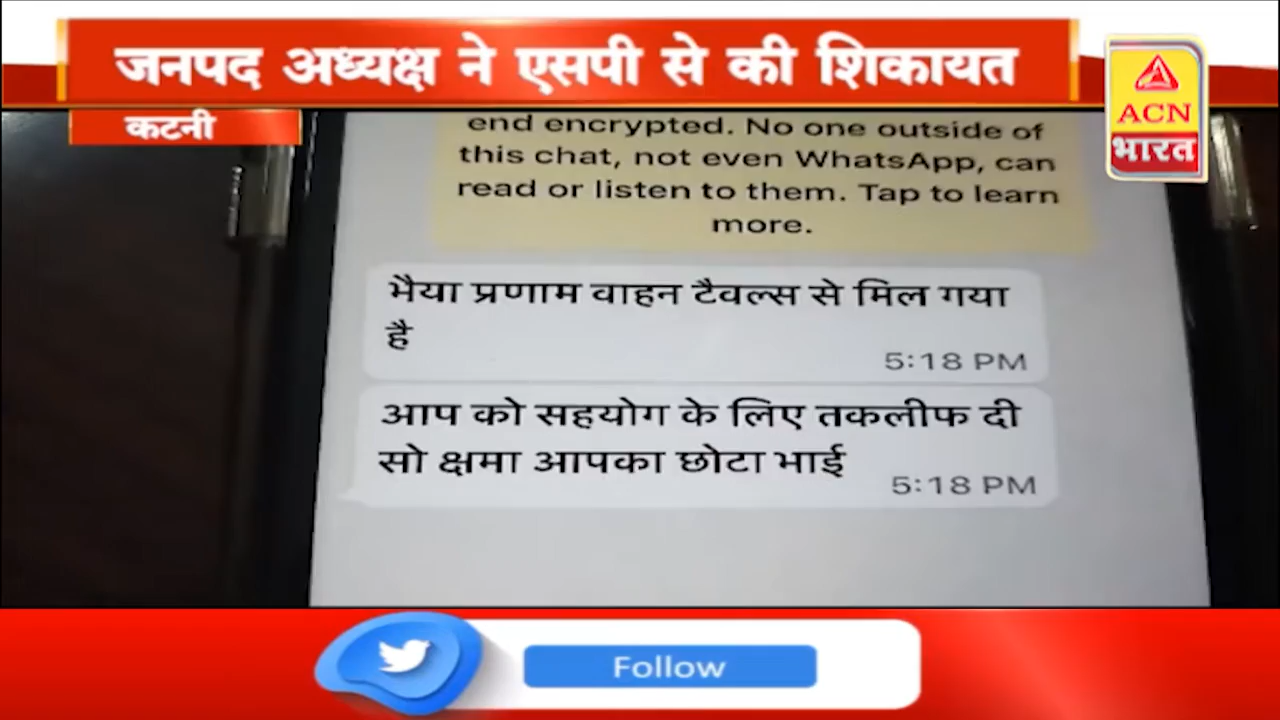 जनपद अध्यक्ष ने एसपी से की शिकायत
कटनी
ACN
भारत
end encrypted. No one outside of
this chat, not even WhatsApp, can
read or listen to them. Tap to learn
more.
भैया प्रणाम वाहन टैवल्स से मिल गया
है
5:18 PM
आप को सहयोग के लिए तकलीफ दी
सो क्षमा आपका छोटा भाई
5:18 PM
Follow